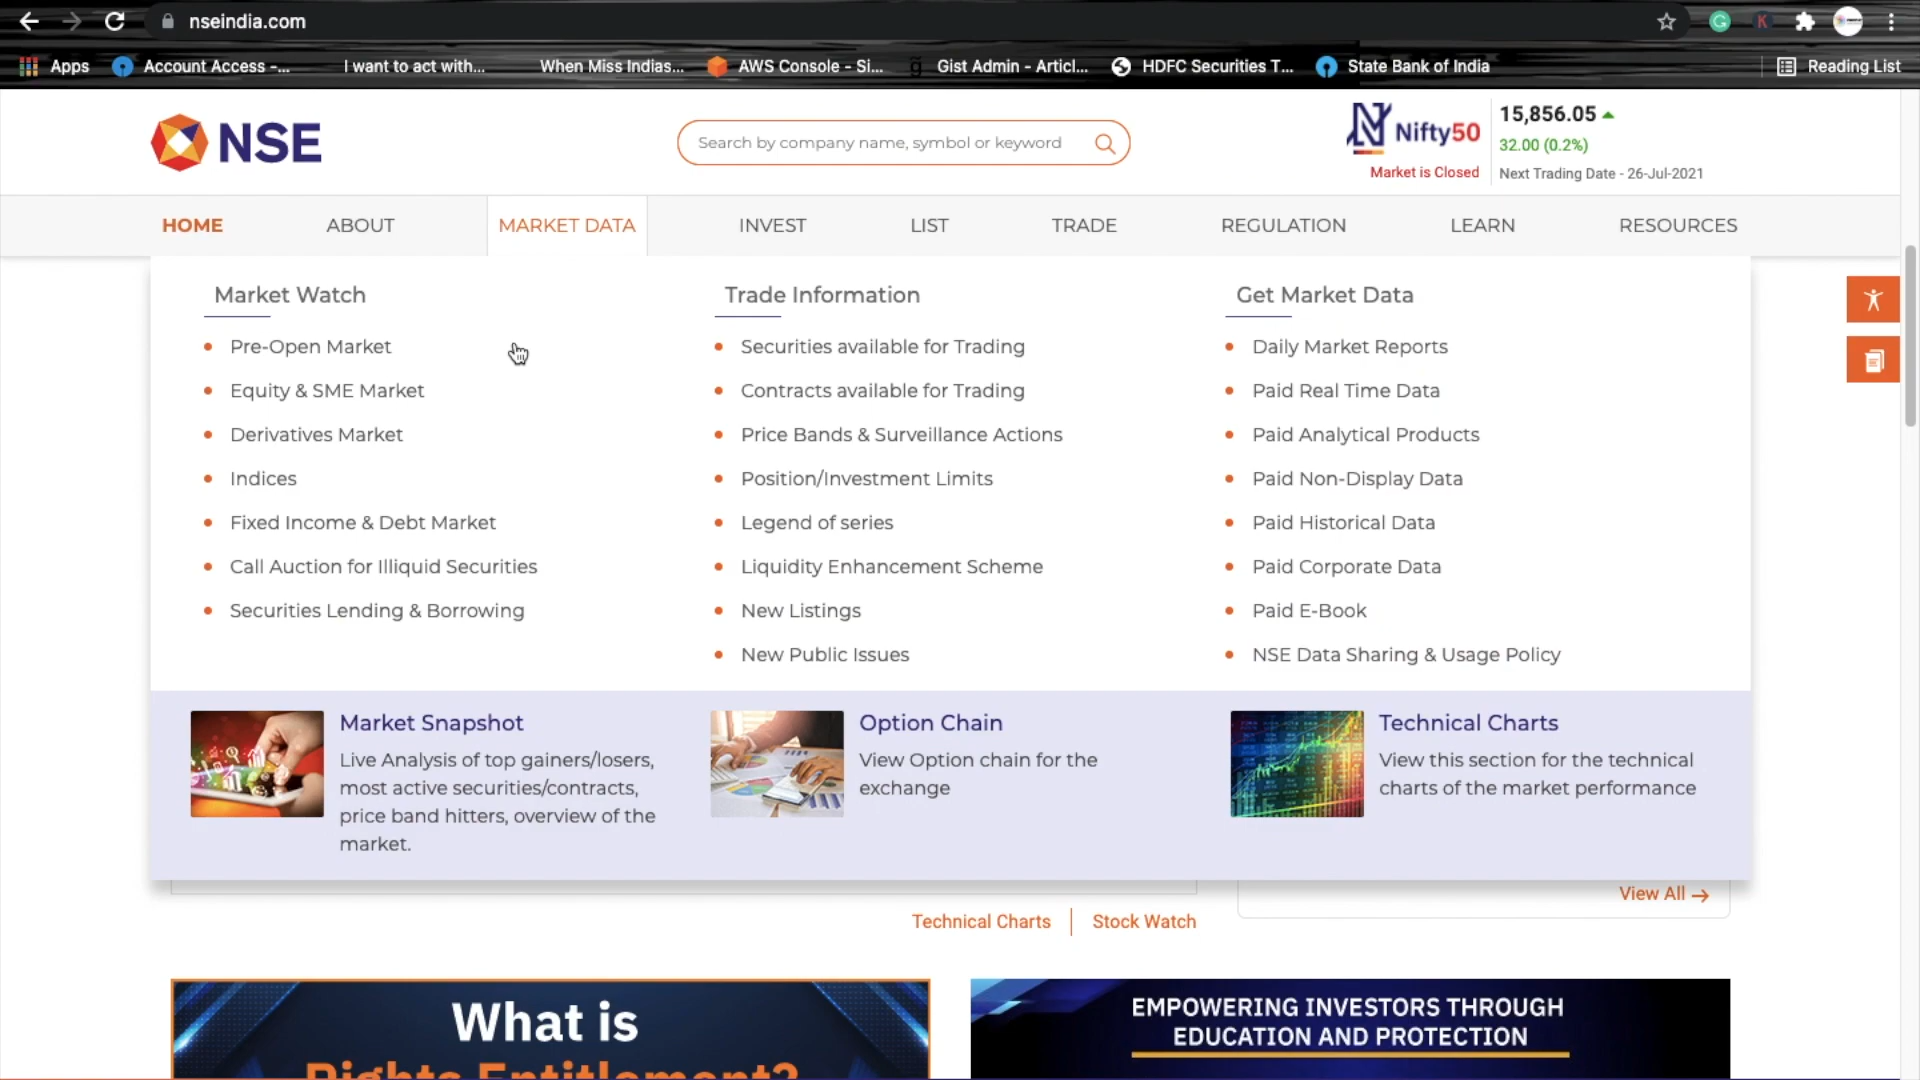 nseindia.com
Apps
Account Access -...
I want to act with...
When Miss Indias...
AWS Console - Si...
Gist Admin - Articl...
HDFC Securities T...
State Bank of India
Reading List
NSE
Search by company name, symbol or keyword
Nifty50
Market is Closed
15,856.05
32.00 (0.2%)
Next Trading Date - 26-Jul-2021
HOME
ABOUT
MARKET DATA
INVEST
LIST
TRADE
REGULATION
LEARN
RESOURCES
Market Watch
Pre-Open Market
Equity & SME Market
Derivatives Market
Indices
Fixed Income & Debt Market
Call Auction for Illiquid Securities
Securities Lending & Borrowing
Trade Information
Securities available for Trading
Contracts available for Trading
Price Bands & Surveillance Actions
Position/Investment Limits
Legend of series
Liquidity Enhancement Scheme
New Listings
New Public Issues
Get Market Data
Daily Market Reports
Paid Real Time Data
Paid Analytical Products
Paid Non-Display Data
Paid Historical Data
Paid Corporate Data
Paid E-Book
NSE Data Sharing & Usage Policy
Market Snapshot
Live Analysis of top gainers/losers,
most active securities/contracts,
price band hitters, overview of the
market.
Option Chain
View Option chain for the
exchange
Technical Charts
View this section for the technical
charts of the market performance
View All
Technical Charts
Stock Watch
What is
Rights Entitlement?
EMPOWERING INVESTORS THROUGH
EDUCATION AND PROTECTION